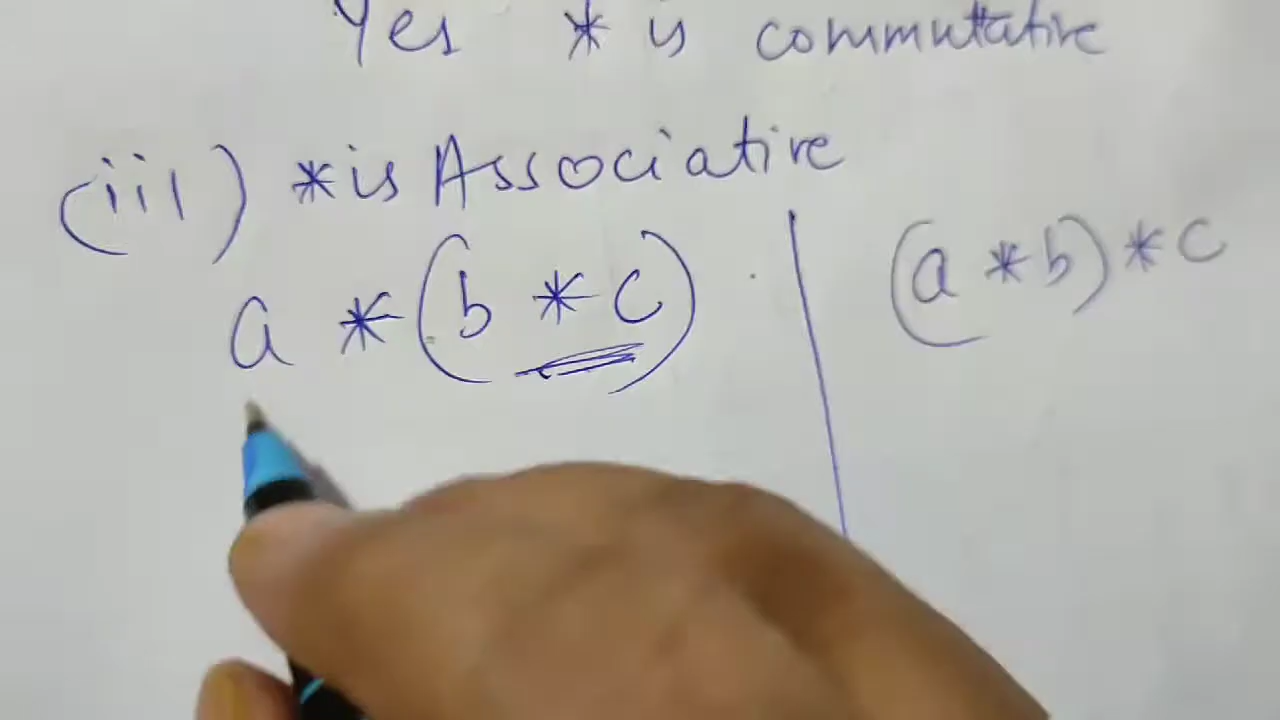 Yes * is commutative
(iii) * is Associative
a * (b * c)
(a * b) * c